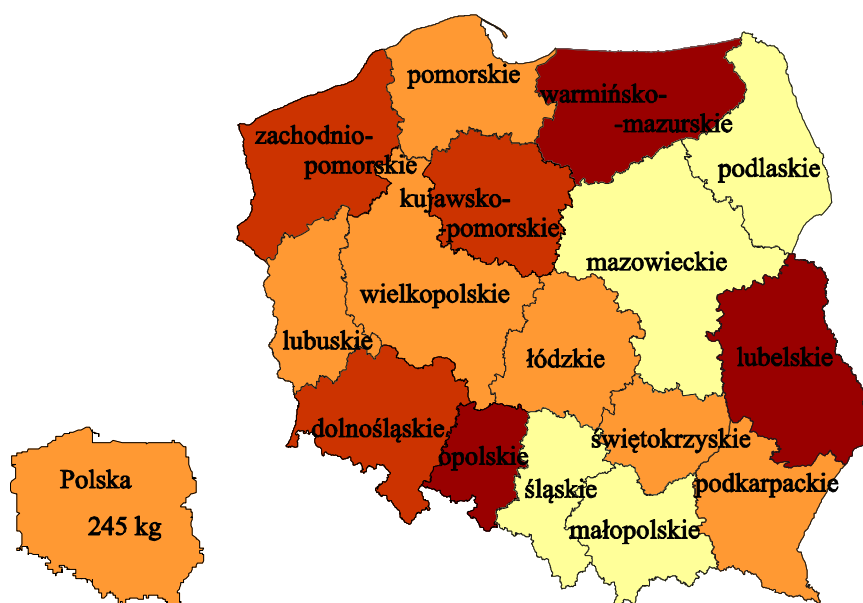 pomorskie
warmińsko-
-mazurskie
zachodnio-
pomorskie
podlaskie
kujawsko-
-pomorskie
mazowieckie
wielkopolskie
lubuskie
łódzkie
lubelskie
dolnośląskie
świętokrzyskie
opolskie
śląskie
podkarpackie
małopolskie
Polska
245 kg